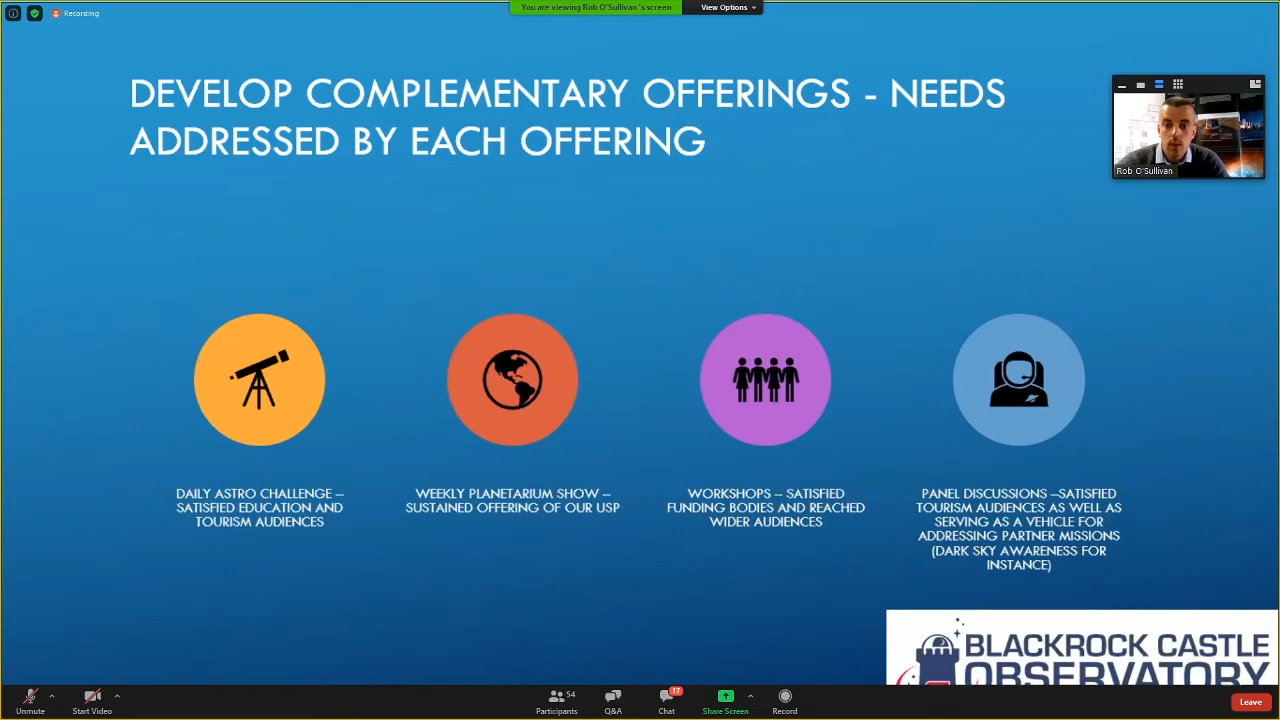 Recording
You are viewing Rob O'Sullivan 's screen
View Options
DEVELOP COMPLEMENTARY OFFERINGS - NEEDS
ADDRESSED BY EACH OFFERING
Rob O'Sullivan
DAILY ASTRO CHALLENGE –
SATISFIED EDUCATION AND
TOURISM AUDIENCES
WEEKLY PLANETARIUM SHOW –
SUSTAINED OFFERING OF OUR USP
WORKSHOPS – SATISFIED
FUNDING BODIES AND REACHED
WIDER AUDIENCES
PANEL DISCUSSIONS –SATISFIED
TOURISM AUDIENCES AS WELL AS
SERVING AS A VEHICLE FOR
ADDRESSING PARTNER MISSIONS
(DARK SKY AWARENESS FOR
INSTANCE)
BLACKROCK CASTLE
OBSERVATORY
Unmute
Start Video
54
Participants
Q&A
17
Chat
Share Screen
Record
Leave